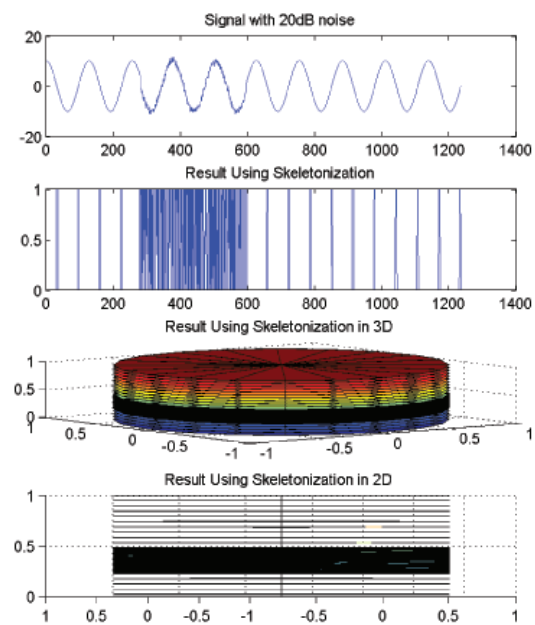 Signal with 20dB noise
20
0
-20
0 200 400 600 800 1000 1200 1400
Result Using Skeletonization
1
0.5
0
0 200 400 600 800 1000 1200 1400
Result Using Skeletonization in 3D
1
0.5
0
1 0.5 0 -0.5 -1 -1 -0.5 0 0.5 1
Result Using Skeletonization in 2D
1
0.5
0
1 0.5 0 -0.5 -1 -0.5 0 0.5 1